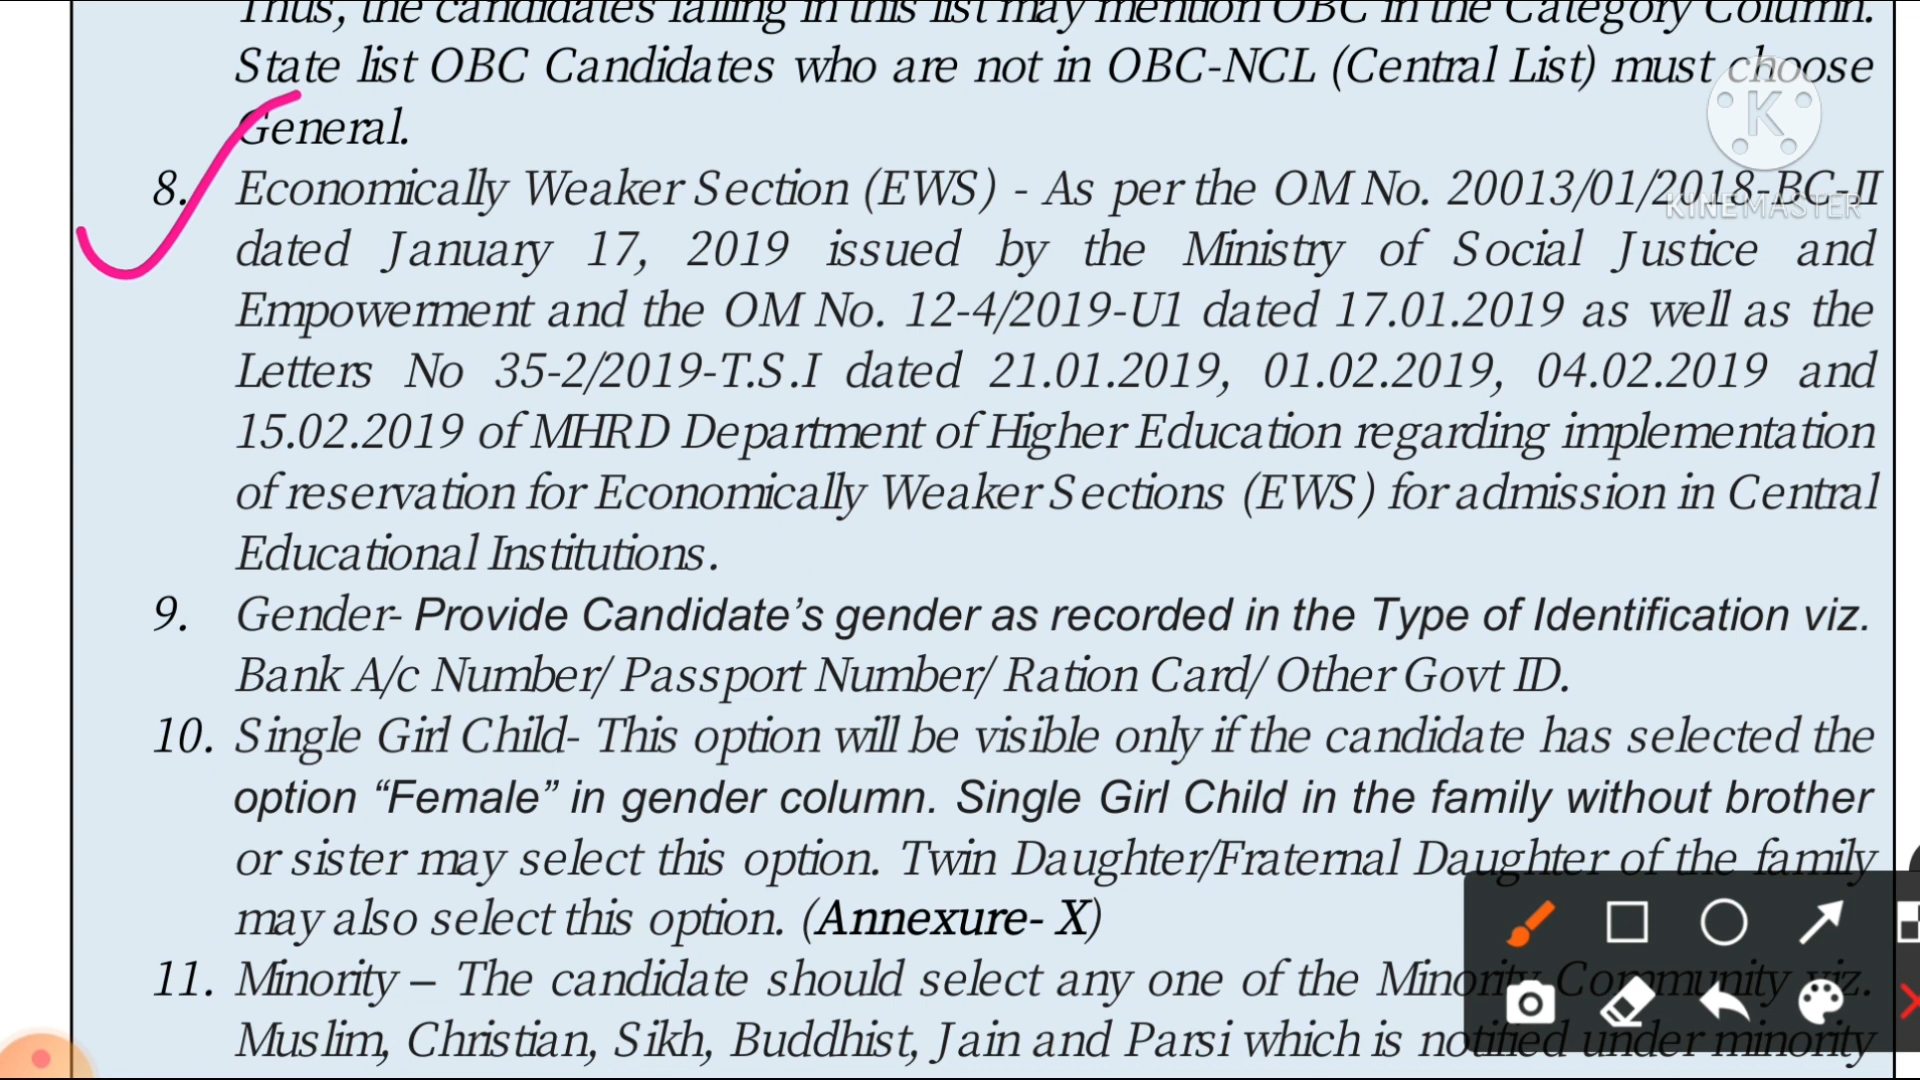 Thus, the candidates falling in this list may mention OBC in the Category Column.
State list OBC Candidates who are not in OBC-NCL (Central List) must choose
General.
8. Economically Weaker Section (EWS) - As per the OM No. 20013/01/2018-BC-II
dated January 17, 2019 issued by the Ministry of Social Justice and
Empowerment and the OM No. 12-4/2019-U1 dated 17.01.2019 as well as the
Letters No 35-2/2019-T.S.I dated 21.01.2019, 01.02.2019, 04.02.2019 and
15.02.2019 of MHRD Department of Higher Education regarding implementation
of reservation for Economically Weaker Sections (EWS) for admission in Central
Educational Institutions.
9. Gender- Provide Candidate’s gender as recorded in the Type of Identification viz.
Bank A/c Number/ Passport Number/ Ration Card/ Other Govt ID.
10. Single Girl Child- This option will be visible only if the candidate has selected the
option “Female” in gender column. Single Girl Child in the family without brother
or sister may select this option. Twin Daughter/Fraternal Daughter of the family
may also select this option. (Annexure- X)
11. Minority – The candidate should select any one of the Minority Community viz.
Muslim, Christian, Sikh, Buddhist, Jain and Parsi which is notified under minority
K
KINEMASTER